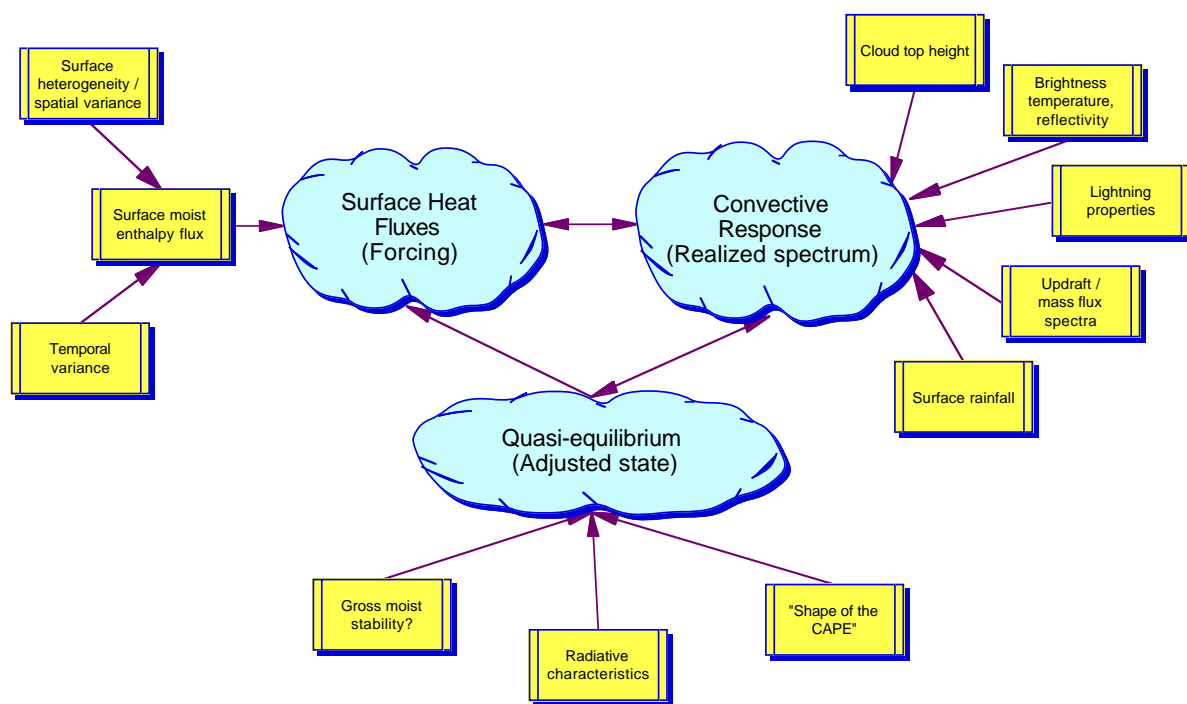 Cloud top height
Surface
heterogeneity /
spatial variance
Brightness
temperature,
reflectivity
Surface moist
enthalpy flux
Surface Heat
Fluxes
(Forcing)
Convective
Response
(Realized spectrum)
Lightning
properties
Updraft /
mass flux
spectra
Temporal
variance
Surface rainfall
Quasi-equilibrium
(Adjusted state)
Gross moist
stability?
Radiative
characteristics
"Shape of the
CAPE"